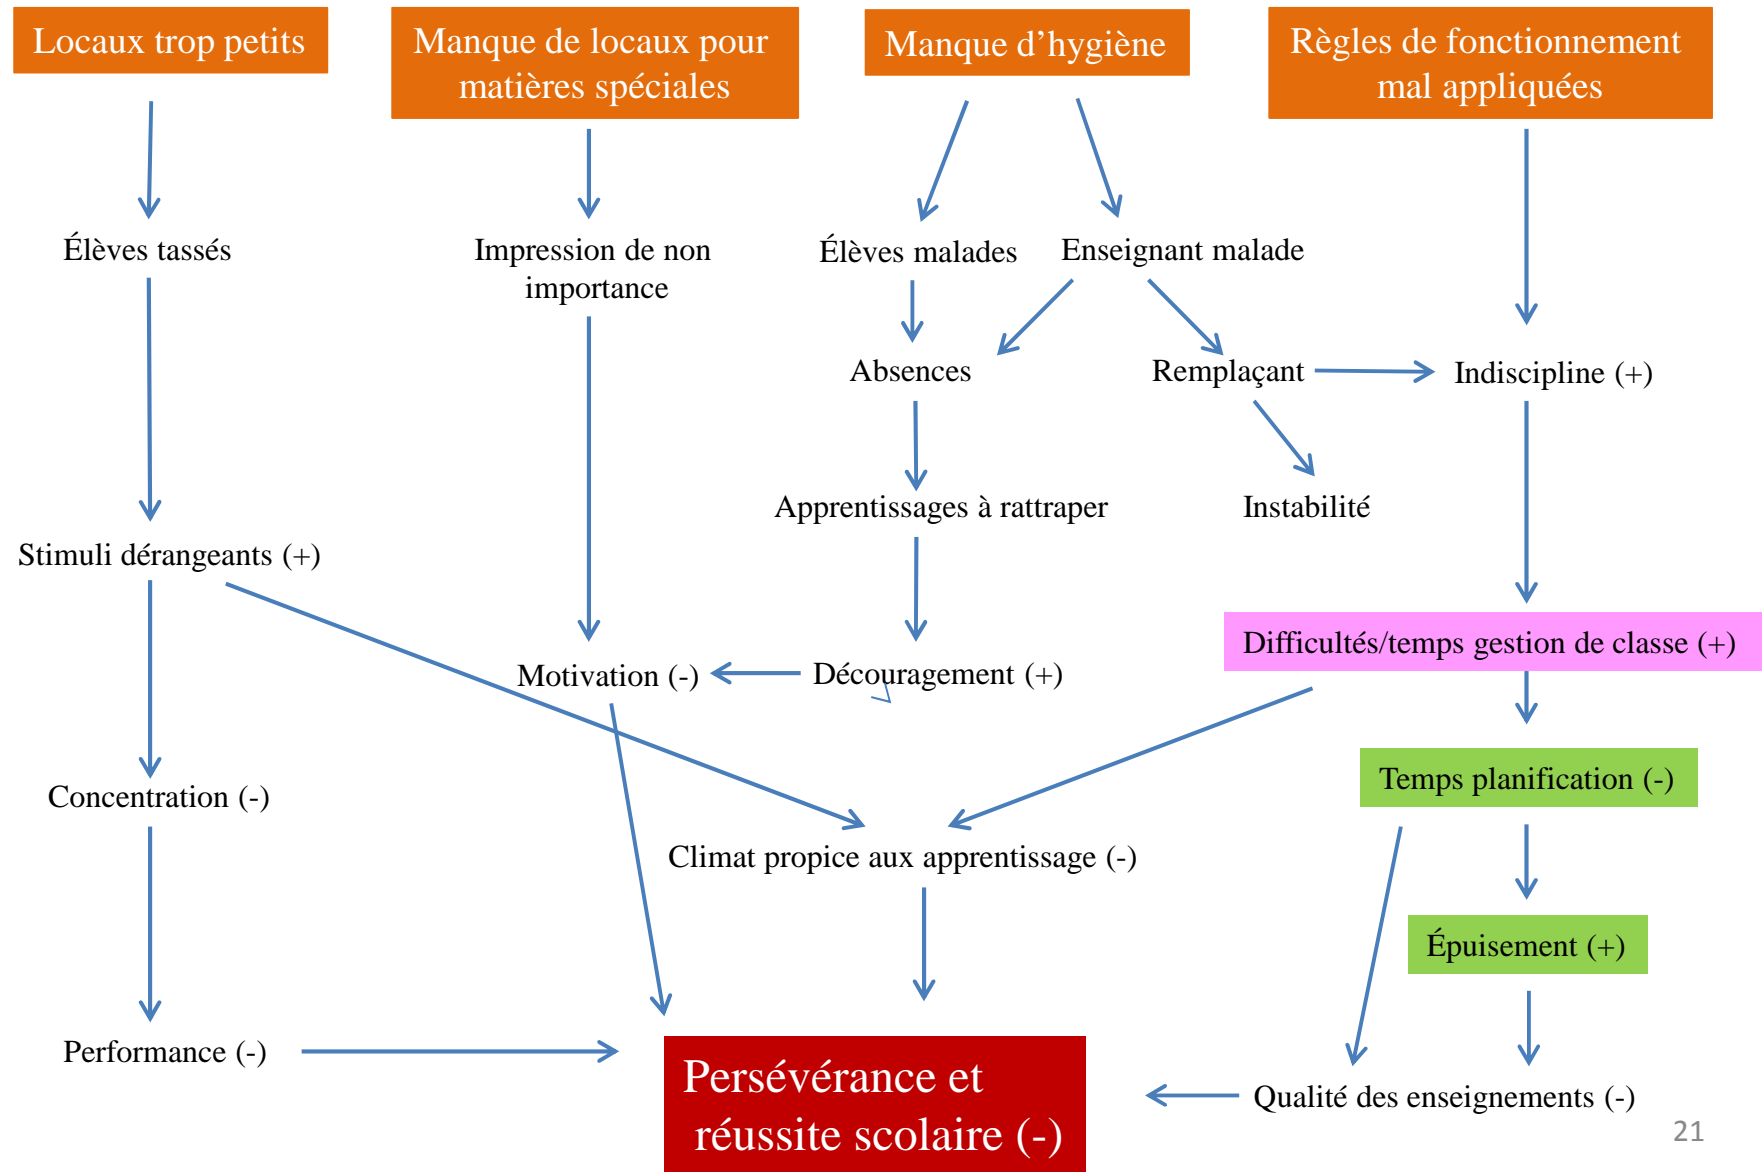 Locaux trop petits
Manque de locaux pour
matières spéciales
Manque d’hygiène
Règles de fonctionnement
mal appliquées
Élèves tassés
Impression de non
importance
Élèves malades
Enseignant malade
Absences
Remplaçant
Indiscipline (+)
Apprentissages à rattraper
Instabilité
Stimuli dérangeants (+)
Difficultés/temps gestion de classe (+)
Motivation (-)
Découragement (+)
Temps planification (-)
Concentration (-)
Climat propice aux apprentissage (-)
Épuisement (+)
Performance (-)
Persévérance et
réussite scolaire (-)
Qualité des enseignements (-)
21